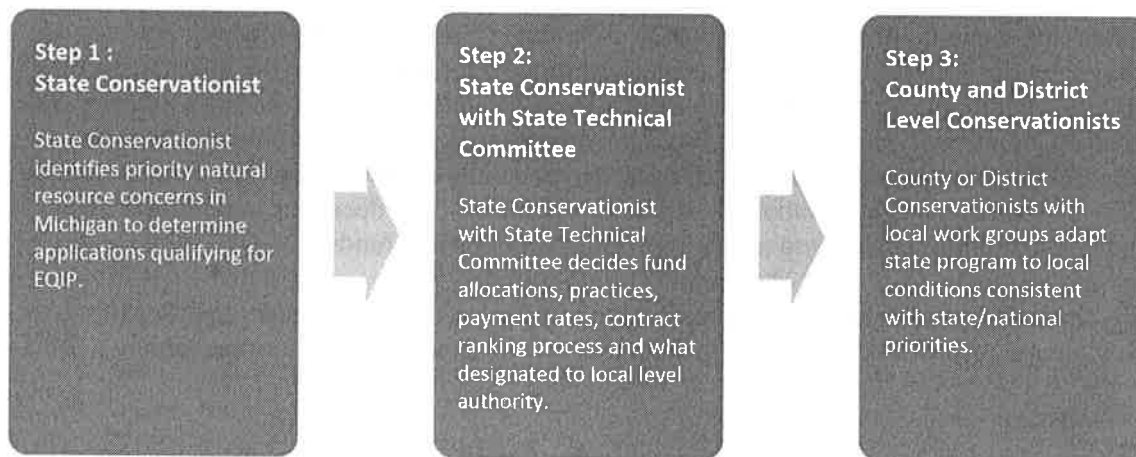 Step 1 :
State Conservationist
State Conservationist
identifies priority natural
resource concerns in
Michigan to determine
applications qualifying for
EQIP.
Step 2:
State Conservationist
with State Technical
Committee
State Conservationist
with State Technical
Committee decides fund
allocations, practices,
payment rates, contract
ranking process and what
designated to local level
authority.
Step 3:
County and District
Level Conservationists
County or District
Conservationists with
local work groups adapt
state program to local
conditions consistent
with state/national
priorities.